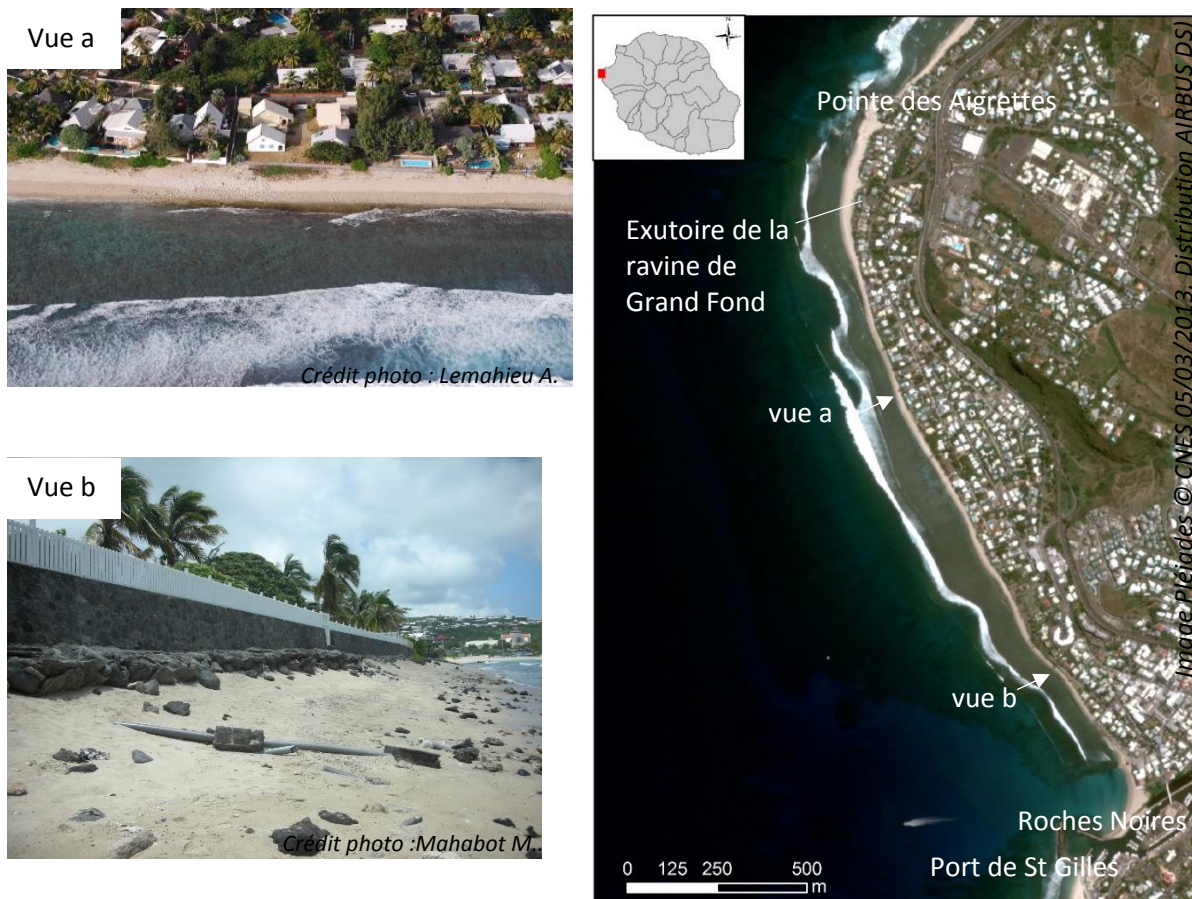 Vue a
Crédit photo : Lemahieu A.
Vue b
Crédit photo :Mahabot M..
N
Pointe des Aigrettes
Exutoire de la
ravine de
Grand Fond
vue a
vue b
Roches Noires
Port de St Gilles
0 125 250 500
m
Image Pléiades © CNES 05/03/2013, Distribution AIRBUS DS)